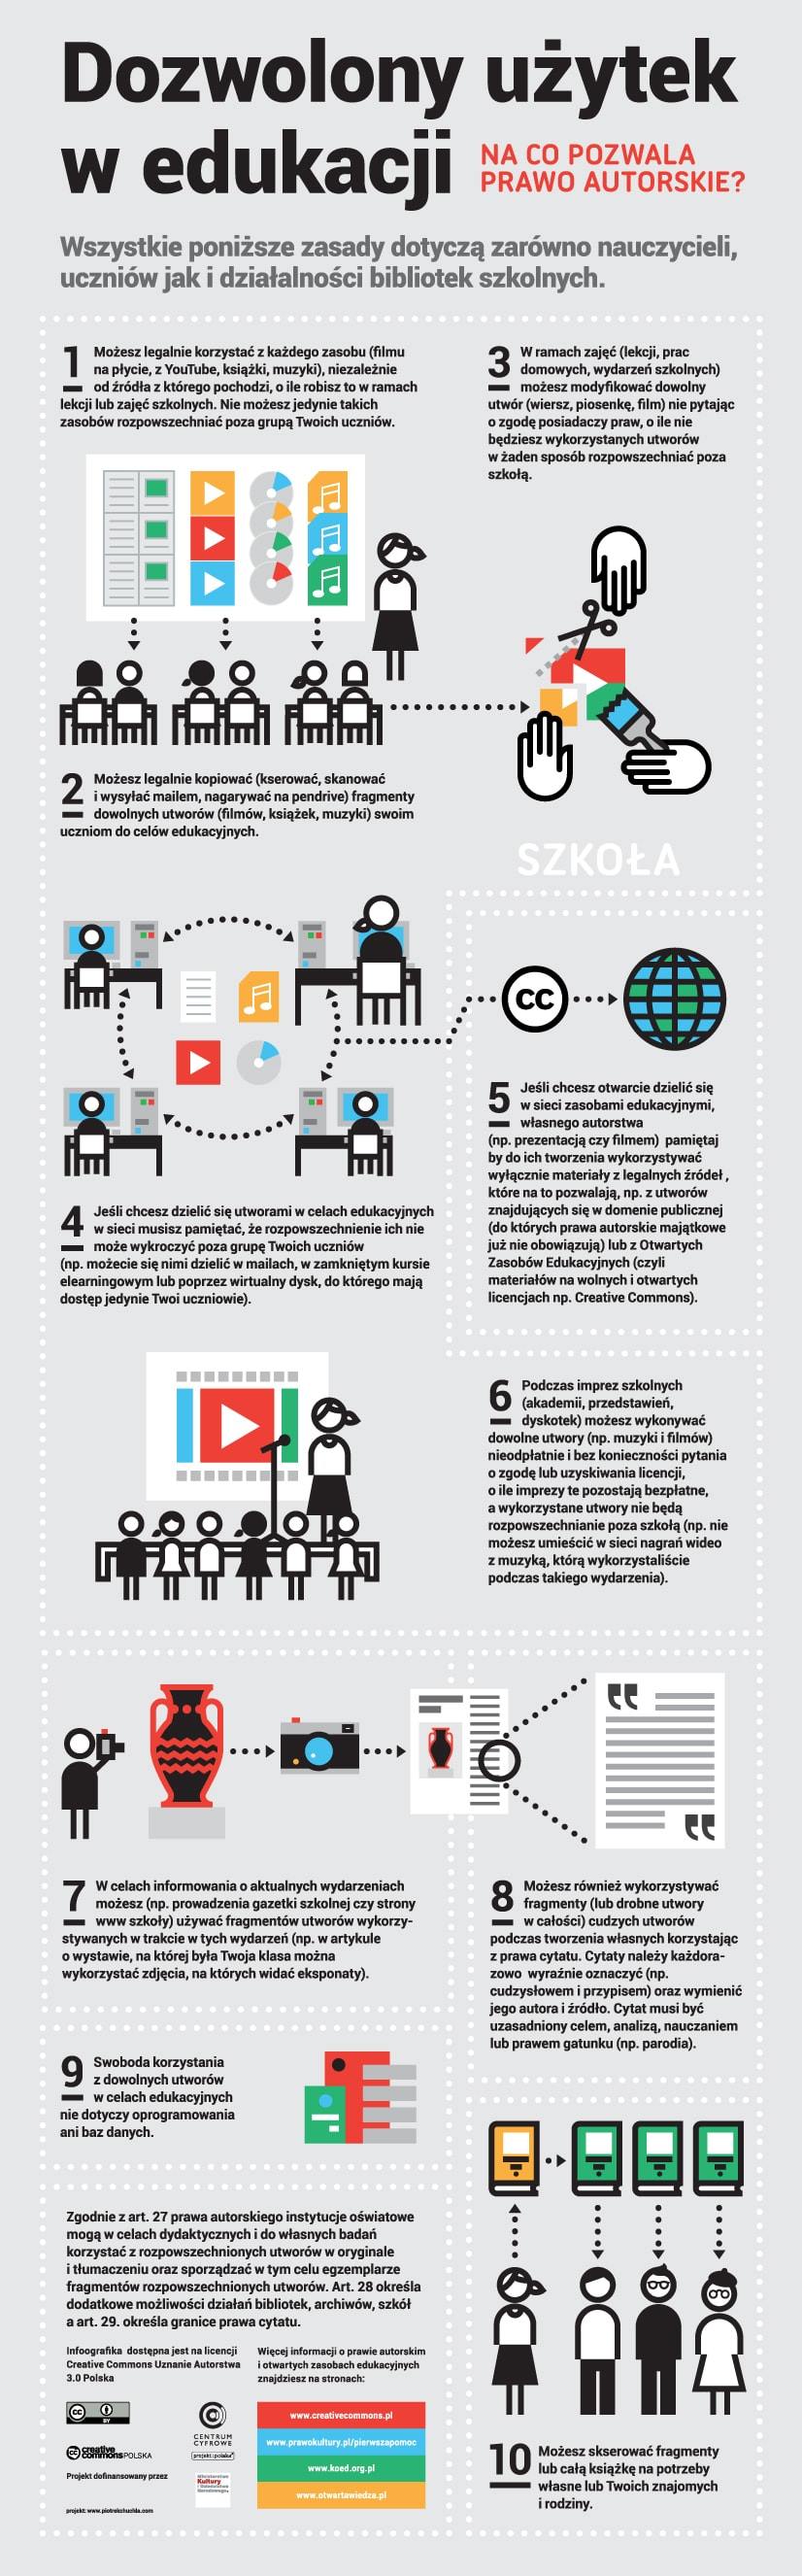 Dozwolony użytek
w edukacji
NA CO POZWALA
PRAWO AUTORSKIE?
Wszystkie poniższe zasady dotyczą zarówno nauczycieli,
uczniów jak i działalności bibliotek szkolnych.
1 Możesz legalnie korzystać z każdego zasobu (filmu
na płycie, z YouTube, książki, muzyki), niezależnie
od źródła z którego pochodzi, o ile robisz to w ramach
lekcji lub zajęć szkolnych. Nie możesz jedynie takich
zasobów rozpowszechniać poza grupą Twoich uczniów.
2 Możesz legalnie kopiować (kserować, skanować
i wysyłać mailem, nagarywać na pendrive) fragmenty
dowolnych utworów (filmów, książek, muzyki) swoim
uczniom do celów edukacyjnych.
3 W ramach zajęć (lekcji, prac
domowych, wydarzeń szkolnych)
możesz modyfikować dowolny
utwór (wiersz, piosenkę, film) nie pytając
o zgodę posiadaczy praw, o ile nie
będziesz wykorzystanych utworów
w żaden sposób rozpowszechniać poza
szkołą.
SZKOŁA
4 Jeśli chcesz dzielić się utworami w celach edukacyjnych
w sieci musisz pamiętać, że rozpowszechnienie ich nie
może wykroczyć poza grupę Twoich uczniów
(np. możecie się nimi dzielić w mailach, w zamkniętym kursie
elearningowym lub poprzez wirtualny dysk, do którego mają
dostęp jedynie Twoi uczniowie).
cc
5 Jeśli chcesz otwarcie dzielić się
w sieci zasobami edukacyjnymi,
własnego autorstwa
(np. prezentacją czy filmem) pamiętaj
by do ich tworzenia wykorzystywać
wyłącznie materiały z legalnych źródeł ,
które na to pozwalają, np. z utworów
znajdujących się w domenie publicznej
(do których prawa autorskie majątkowe
już nie obowiązują) lub z Otwartych
Zasobów Edukacyjnych (czyli
materiałów na wolnych i otwartych
licencjach np. Creative Commons).
6 Podczas imprez szkolnych
(akademii, przedstawień,
dyskotek) możesz wykonywać
dowolne utwory (np. muzyki i filmów)
nieodpłatnie i bez konieczności pytania
o zgodę lub uzyskiwania licencji,
o ile imprezy te pozostają bezpłatne,
a wykorzystane utwory nie będą
rozpowszechnianie poza szkołą (np. nie
możesz umieścić w sieci nagrań wideo
z muzyką, którą wykorzystaliście
podczas takiego wydarzenia).
7 W celach informowania o aktualnych wydarzeniach
możesz (np. prowadzenia gazetki szkolnej czy strony
www szkoły) używać fragmentów utworów wykorzy-
stywanych w trakcie w tych wydarzeń (np. w artykule
o wystawie, na której była Twoja klasa można
wykorzystać zdjęcia, na których widać eksponaty).
8 Możesz również wykorzystywać
fragmenty (lub drobne utwory
w całości) cudzych utworów
podczas tworzenia własnych korzystając
z prawa cytatu. Cytaty należy każdora-
zowo wyraźnie oznaczyć (np.
cudzysłowem i przypisem) oraz wymienić
jego autora i źródło. Cytat musi być
uzasadniony celem, analizą, nauczaniem
lub prawem gatunku (np. parodia).
9 Swoboda korzystania
z dowolnych utworów
w celach edukacyjnych
nie dotyczy oprogramowania
ani baz danych.
Zgodnie z art. 27 prawa autorskiego instytucje oświatowe
mogą w celach dydaktycznych i do własnych badań
korzystać z rozpowszechnionych utworów w oryginale
i tłumaczeniu oraz sporządzać w tym celu egzemplarze
fragmentów rozpowszechnionych utworów. Art. 28 określa
dodatkowe możliwości działań bibliotek, archiwów, szkół
a art. 29. określa granice prawa cytatu.
Infoografika dostępna jest na licencji
Creative Commons Uznanie Autorstwa
3.0 Polska
cc BY
creative commons POLSKA
CENTRUM
CYFROWE
projekt: polska
Projekt dofinansowany przez
Ministerstwo
Kultury
i Dziedzictwa
Narodowego
projekt: www.piotrekchuchla.com
Więcej informacji o prawie autorskim
i otwartych zasobach edukacyjnych
znajdziesz na stronach:
www.creativecommons.pl
www.prawokultury.pl/pierwszapomoc
www.koed.org.pl
www.otwartawiedza.pl
10 Możesz skserować fragmenty
lub całą książkę na potrzeby
własne lub Twoich znajomych
i rodziny.